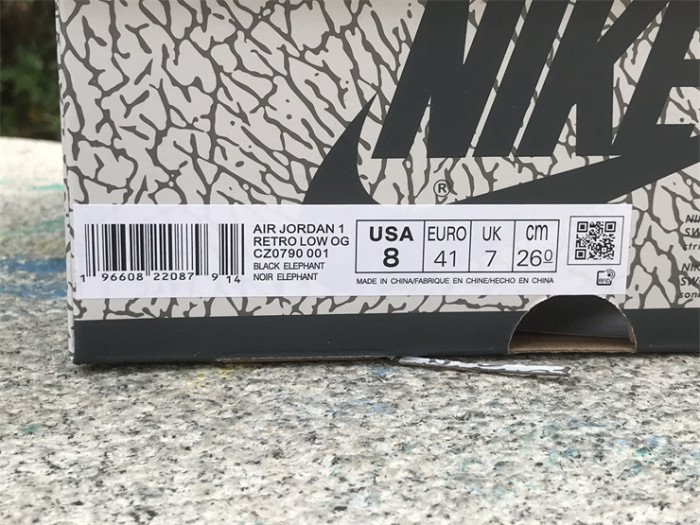 NIKE
®
AIR JORDAN 1
RETRO LOW OG
CZ0790 001
BLACK ELEPHANT
NOIR ELEPHANT
1 96608 22087 9 14
USA EURO UK cm
8 41 7 26.0
MADE IN CHINA/FABRIQUE EN CHINE/HECHO EN CHINA